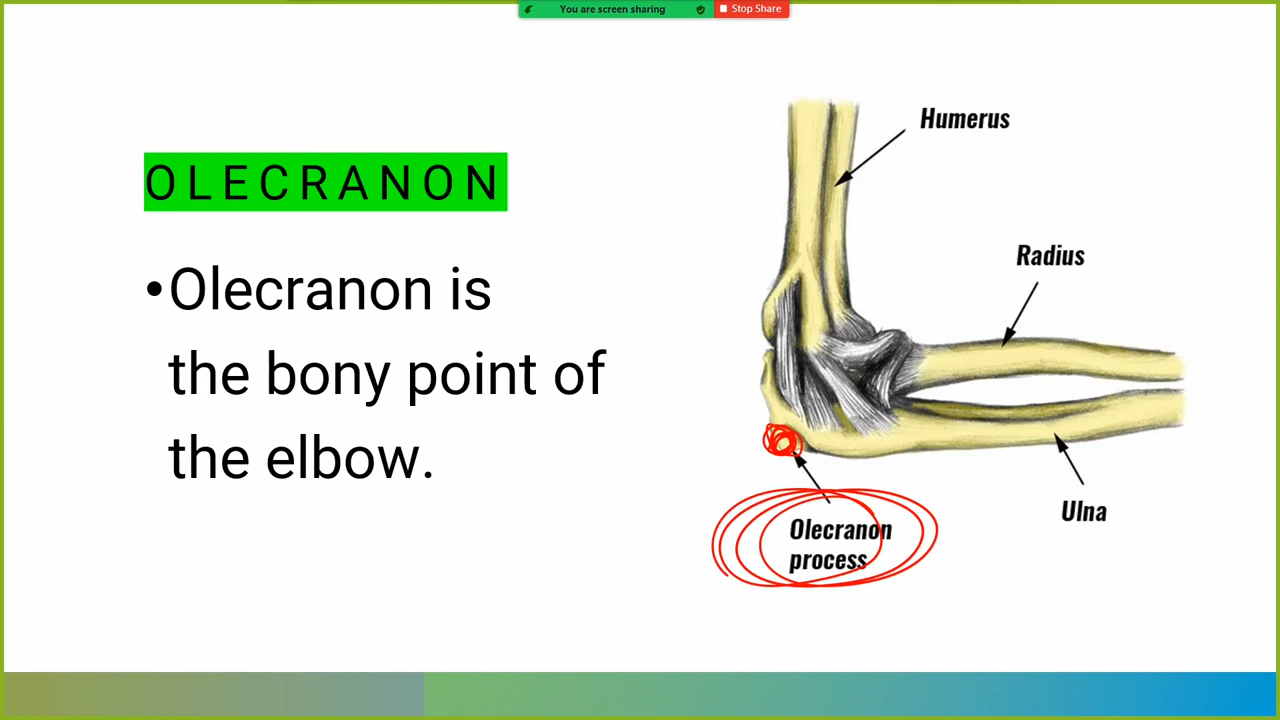 You are screen sharing
Stop Share
OLECRANON
•Olecranon is
the bony point of
the elbow.
Humerus
Radius
Ulna
Olecranon
process